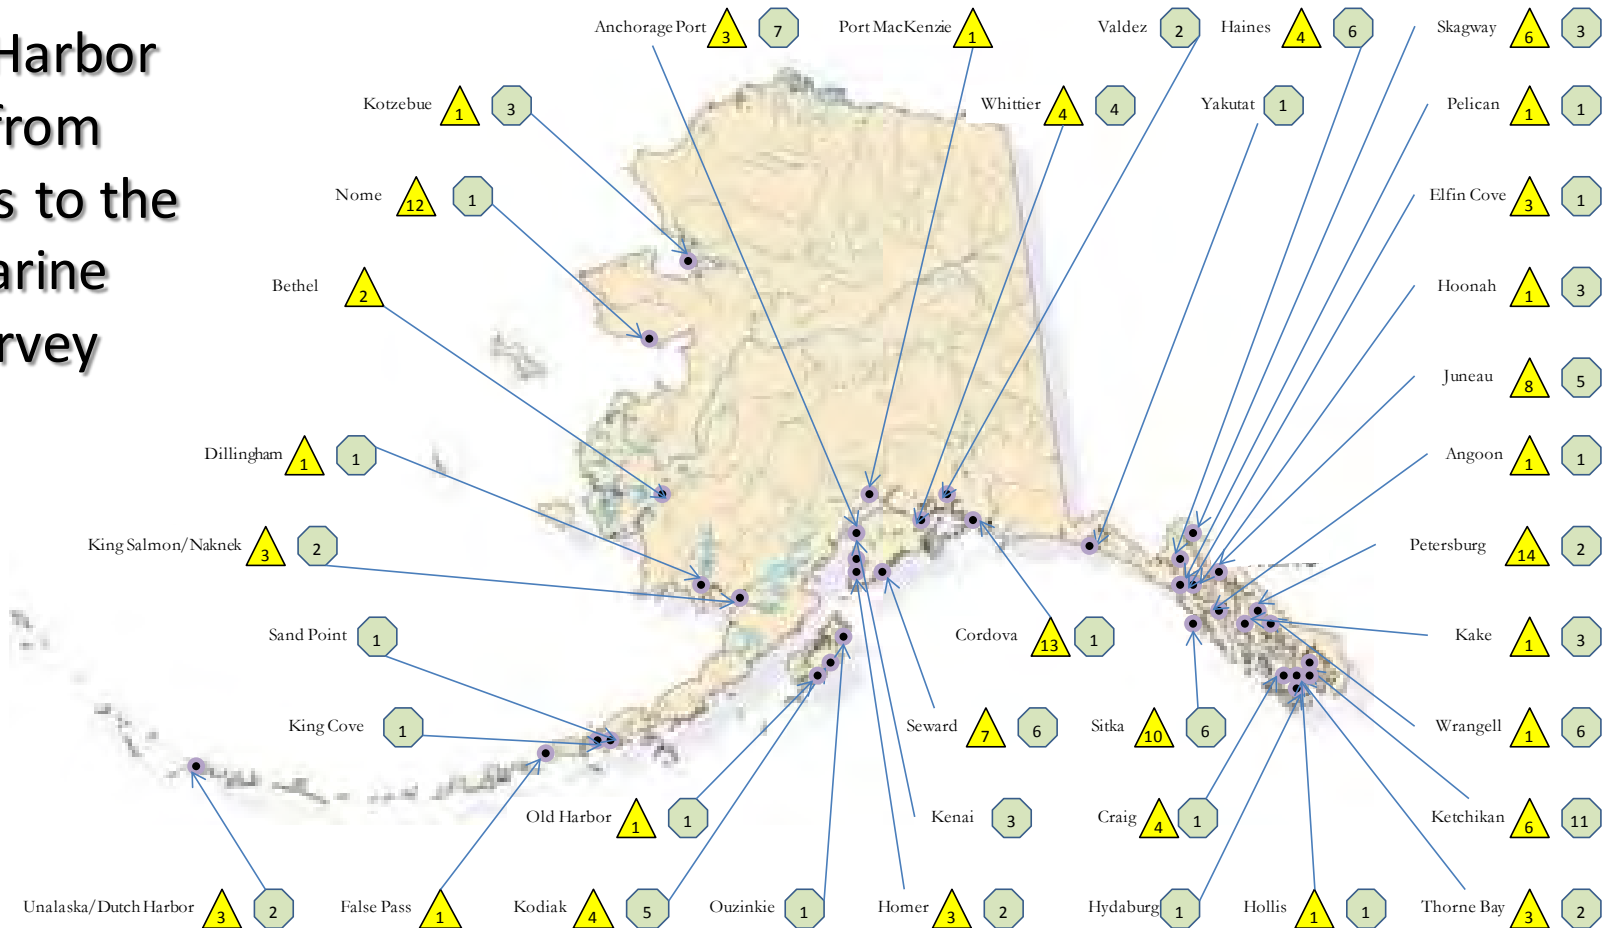 Harbor
from
s to the
arine
rvey
Anchorage Port 3 7
Port MacKenzie 1
Valdez 2
Haines 4 6
Skagway 6 3
Kotzebue 1 3
Whittier 4 4
Yakutat 1
Pelican 1 1
Nome 12 1
Elfin Cove 3 1
Bethel 2
Hoonah 1 3
Juneau 8 5
Dillingham 1 1
Angoon 1 1
King Salmon/Naknek 3 2
Petersburg 14 2
Sand Point 1
Cordova 13 1
Kake 1 3
King Cove 1
Seward 7 6
Sitka 10 6
Wrangell 1 6
Old Harbor 1 1
Kenai 3
Craig 4 1
Ketchikan 6 11
Unalaska/Dutch Harbor 3 2
False Pass 1
Kodiak 4 5
Ouzinkie 1
Homer 3 2
Hydaburg 1
Hollis 1 1
Thorne Bay 3 2